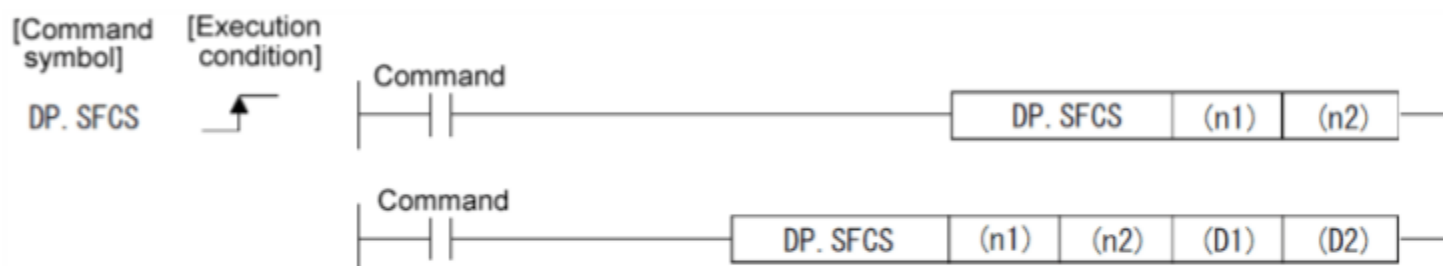 [Command symbol] [Execution condition]
Command
DP. SFCS
DP. SFCS (n1) (n2)
Command
DP. SFCS (n1) (n2) (D1) (D2)